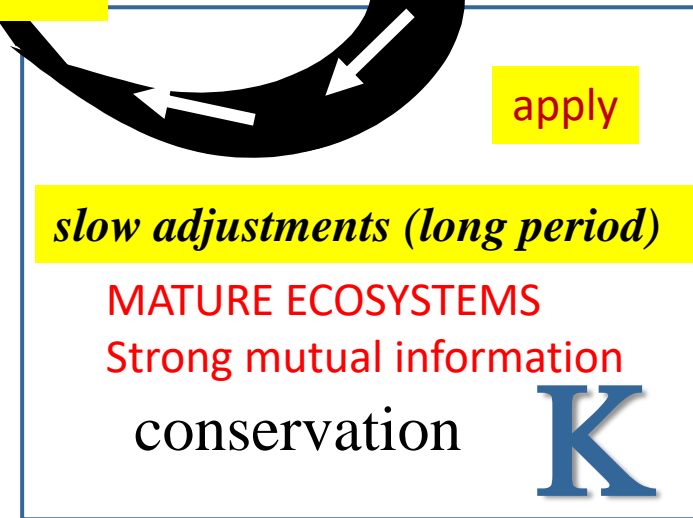 apply
slow adjustments (long period)
MATURE ECOSYSTEMS
Strong mutual information
conservation
K